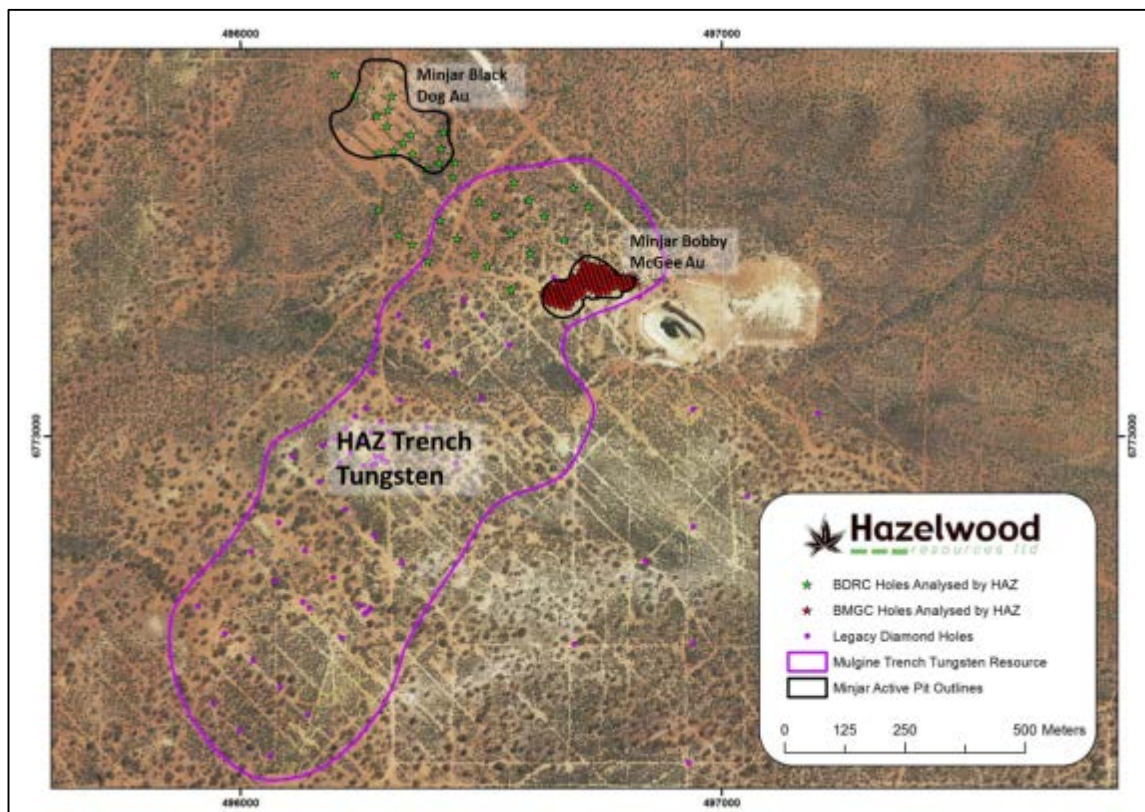 496000
497000
Minjar Black
Dog Au
Minjar Bobby
McGee Au
6773000
6773000
HAZ Trench
Tungsten
Hazelwood
resources ltd
BDRC Holes Analysed by HAZ
BMGC Holes Analysed by HAZ
Legacy Diamond Holes
Mulgine Trench Tungsten Resource
Minjar Active Pit Outlines
0 125 250 500 Meters
496000
497000